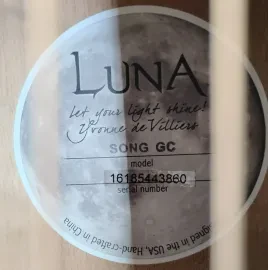 LUNA
Let your light shine!
Yvonne de Villiers
SONG GC
model
16185443860
serial number
Designed in the USA, Hand-crafted in China